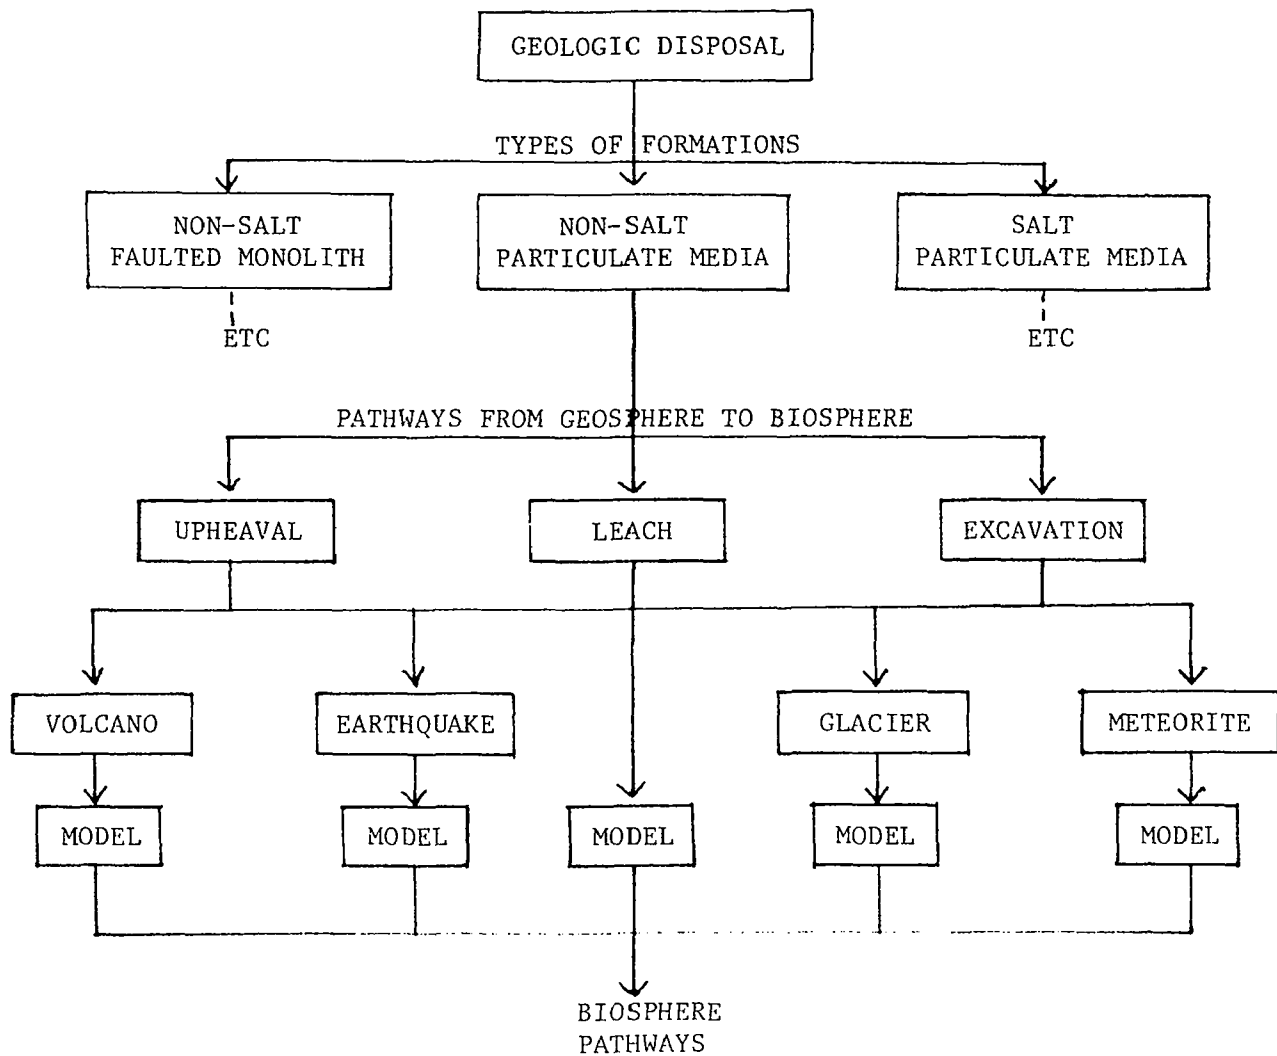 GEOLOGIC DISPOSAL
TYPES OF FORMATIONS
NON-SALT
FAULTED MONOLITH
NON-SALT
PARTICULATE MEDIA
SALT
PARTICULATE MEDIA
ETC
ETC
PATHWAYS FROM GEOSPHERE TO BIOSPHERE
UPHEAVAL
LEACH
EXCAVATION
VOLCANO
EARTHQUAKE
GLACIER
METEORITE
MODEL
MODEL
MODEL
MODEL
MODEL
BIOSPHERE
PATHWAYS